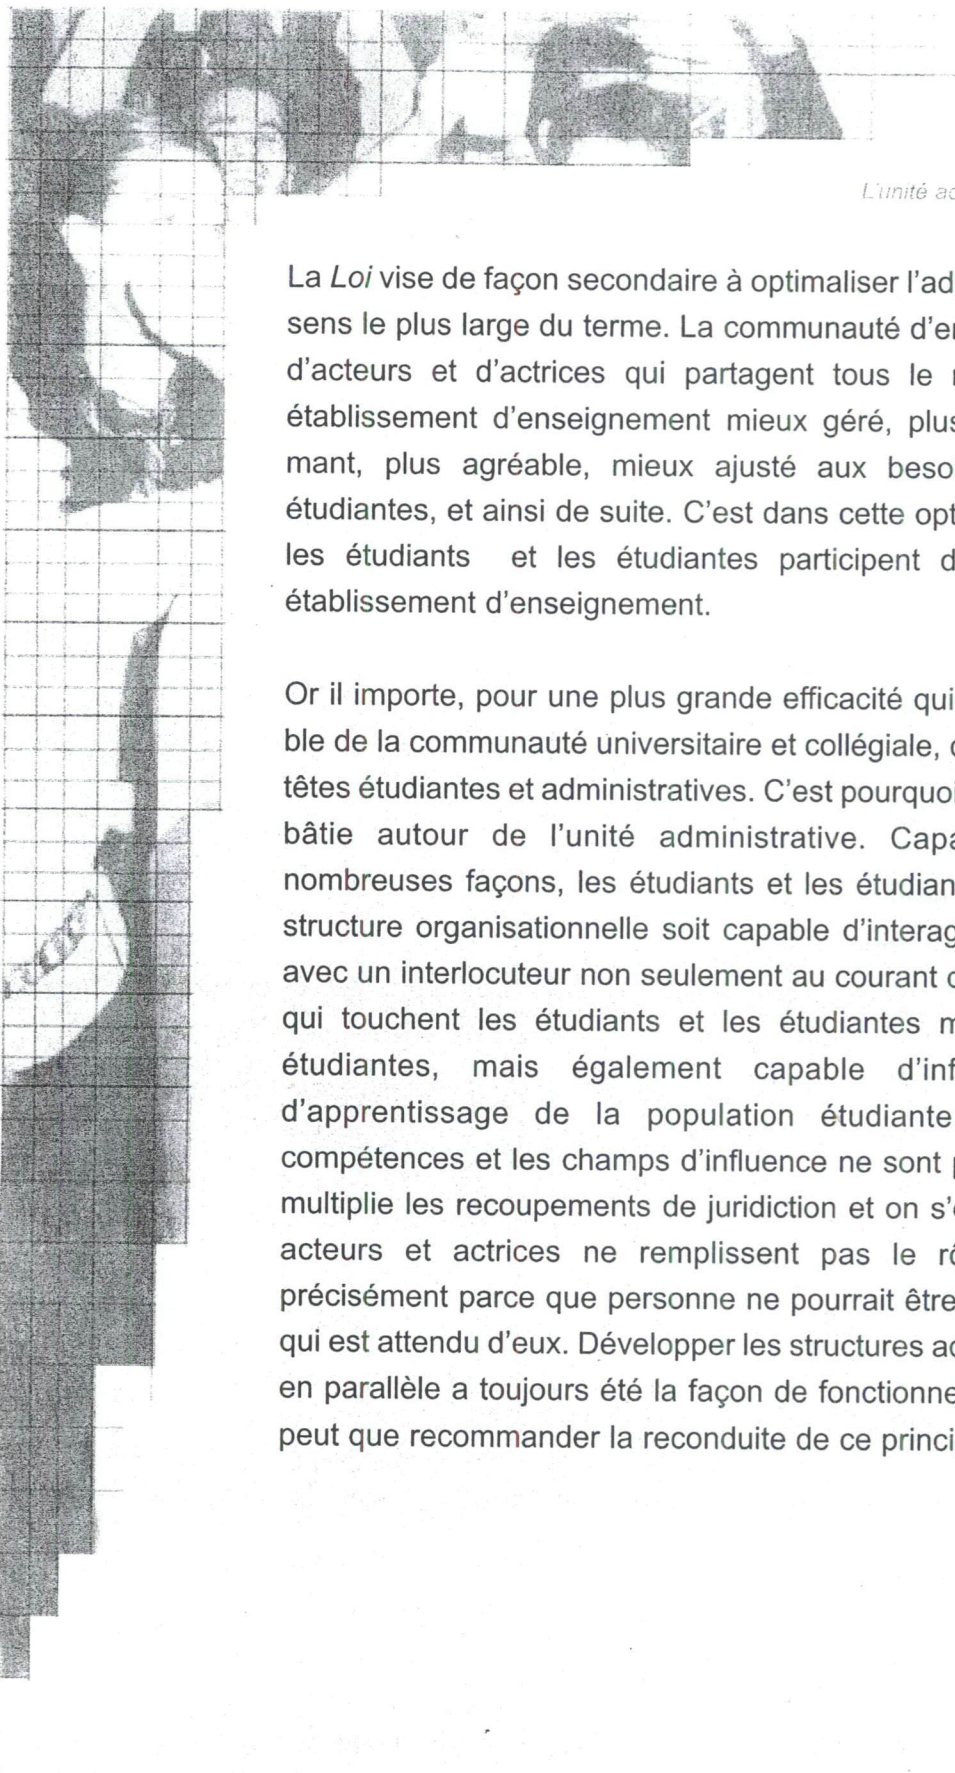 L'unité
La Loi vise de façon secondaire à optimaliser l'ad
sens le plus large du terme. La communauté d'e
d'acteurs et d'actrices qui partagent tous le
établissement d'enseignement mieux géré, plus
mant, plus agréable, mieux ajusté aux beso
étudiantes, et ainsi de suite. C'est dans cette opt
les étudiants et les étudiantes participent d
établissement d'enseignement.
Or il importe, pour une plus grande efficacité qui
ble de la communauté universitaire et collégiale,
têtes étudiantes et administratives. C'est pourquoi
bâtie autour de l'unité administrative. Capa
nombreuses façons, les étudiants et les étudian
structure organisationnelle soit capable d'interag
avec un interlocuteur non seulement au courant
qui touchent les étudiants et les étudiantes m
étudiantes, mais également capable d'inf
d'apprentissage de la population étudiante
compétences et les champs d'influence ne sont
multiplie les recoupements de juridiction et on s'
acteurs et actrices ne remplissent pas le rô
précisément parce que personne ne pourrait être
qui est attendu d'eux. Développer les structures
en parallèle a toujours été la façon de fonctionne
peut que recommander la reconduite de ce princi